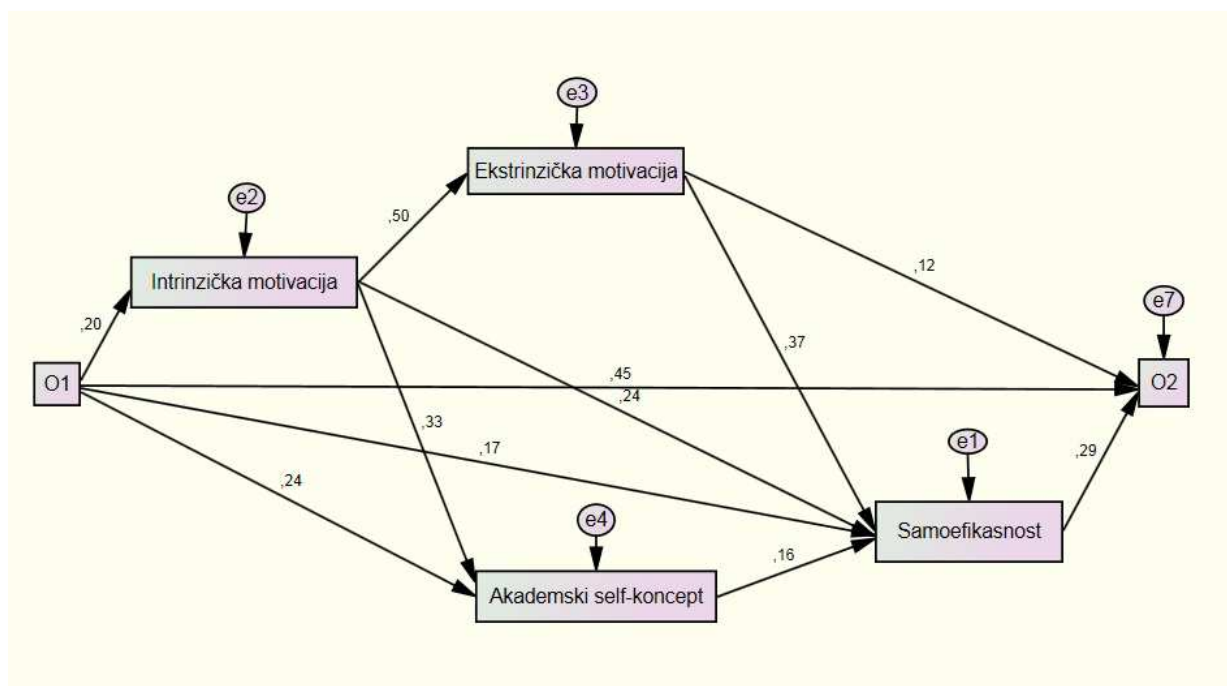 e3
Ekstrinzička motivacija
e2
,50
Intrinzička motivacija
,12
e7
,20
,37
O1
,45
O2
,24
,33
,17
e1
,29
,24
e4
Samoefikasnost
,16
Akademski self-koncept